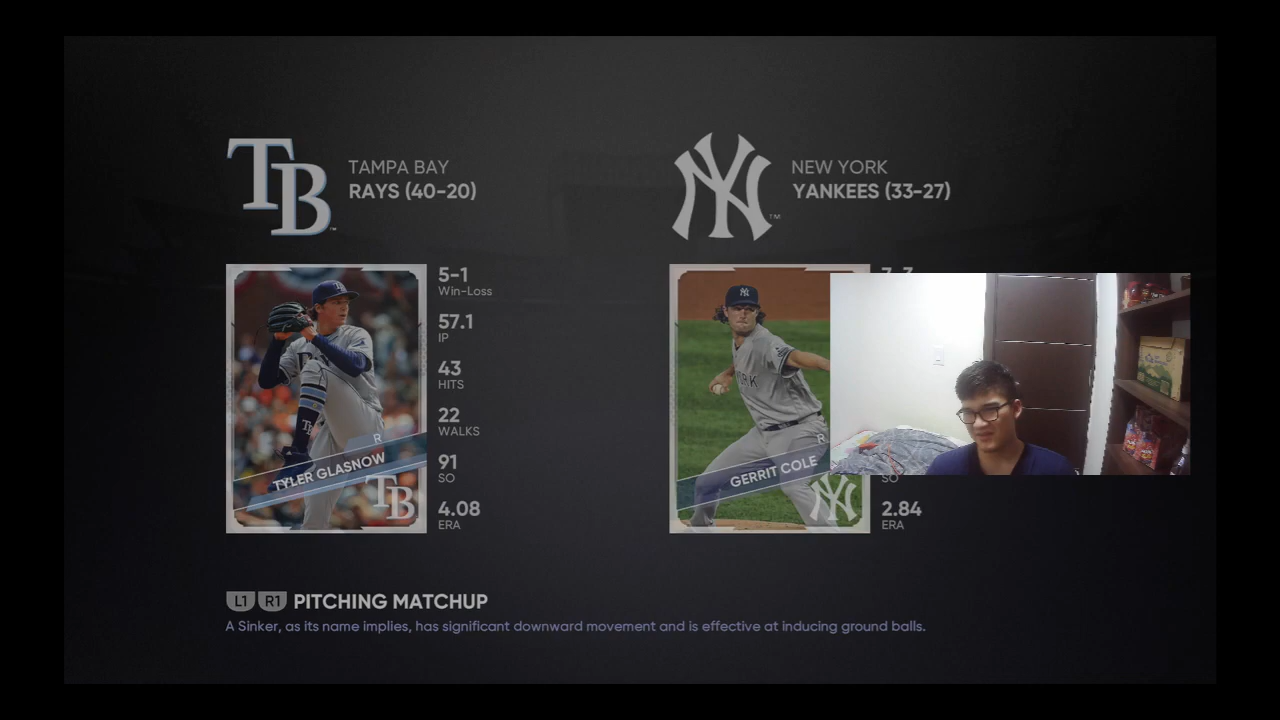 TB
TAMPA BAY
RAYS (40-20)
NY
NEW YORK
YANKEES (33-27)
5-1
Win-Loss
57.1
IP
43
HITS
22
WALKS
91
SO
4.08
ERA
R
TYLER GLASNOW
TB
R
GERRIT COLE
NY
SO
2.84
ERA
L1 R1 PITCHING MATCHUP
A Sinker, as its name implies, has significant downward movement and is effective at inducing ground balls.